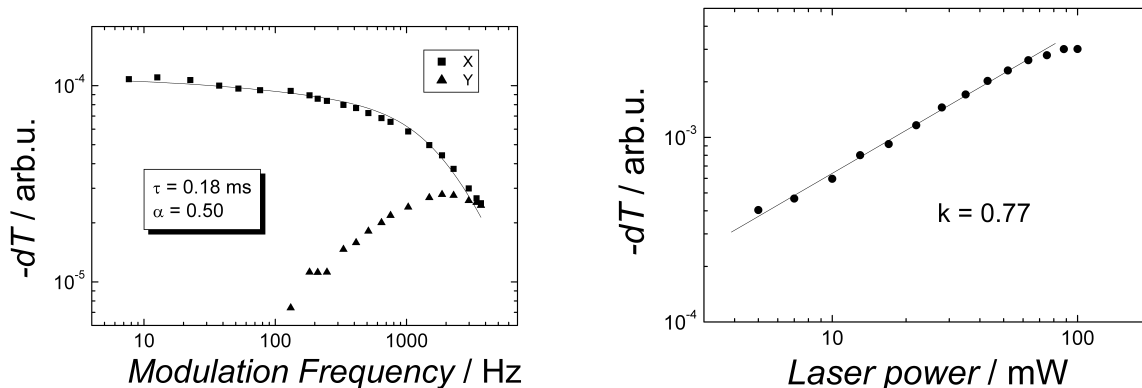 10⁻⁴
10⁻⁵
-dT / arb.u.
X
Y
τ = 0.18 ms
α = 0.50
10 100 1000
Modulation Frequency / Hz
10⁻³
10⁻⁴
-dT / arb.u.
k = 0.77
10 100
Laser power / mW